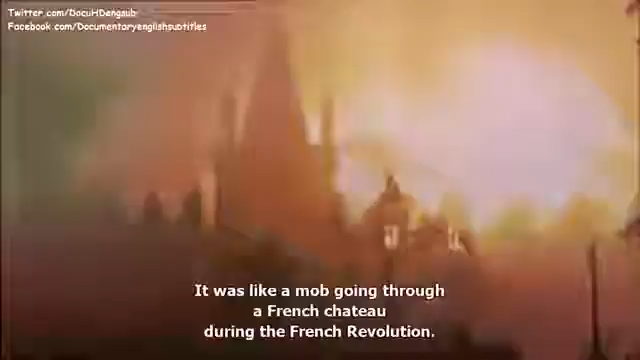 Twitter.com/DocuHDengsub
Facebook.com/Documentaryenglishsubtitles
It was like a mob going through
a French chateau
during the French Revolution.